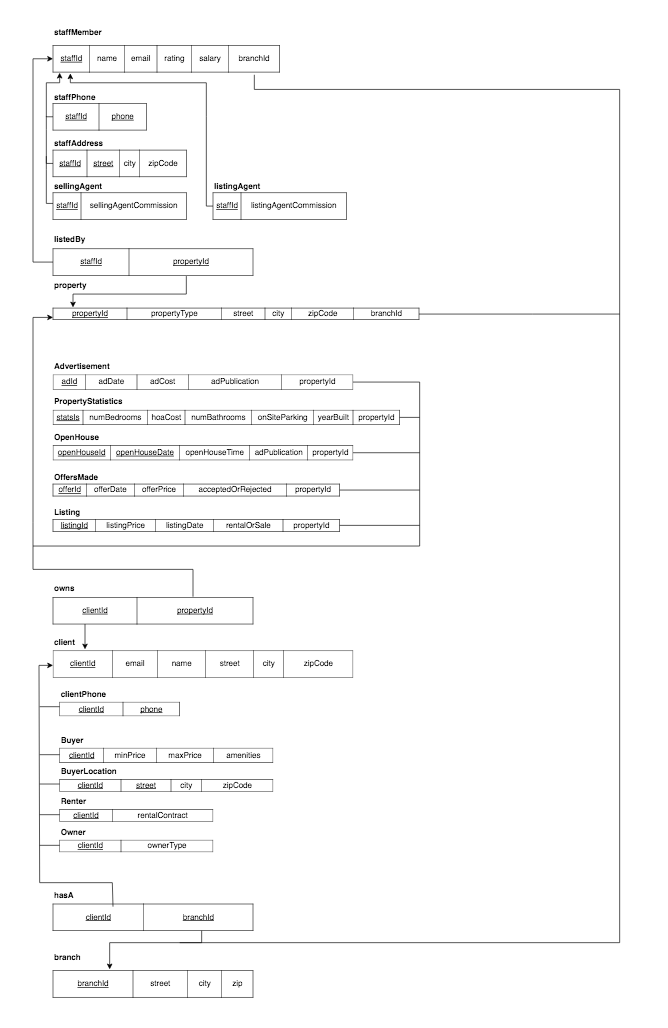 staffMember
staffId name email rating salary branchId
staffPhone
staffId phone
staffAddress
staffId street city zipCode
sellingAgent listingAgent
staffId sellingAgentCommission staffId listingAgentCommission
listedBy
staffId propertyId
property
propertyId propertyType street city zipCode branchId
Advertisement
adId adDate adCost adPublication propertyId
PropertyStatistics
statsIs numBedrooms hoaCost numBathrooms onSiteParking yearBuilt propertyId
OpenHouse
openHouseId openHouseDate openHouseTime adPublication propertyId
OffersMade
offerId offerDate offerPrice acceptedOrRejected propertyId
Listing
listingId listingPrice listingDate rentalOrSale propertyId
owns
clientId propertyId
client
clientId email name street city zipCode
clientPhone
clientId phone
Buyer
clientId minPrice maxPrice amenities
BuyerLocation
clientId street city zipCode
Renter
clientId rentalContract
Owner
clientId ownerType
hasA
clientId branchId
branch
branchId street city zip